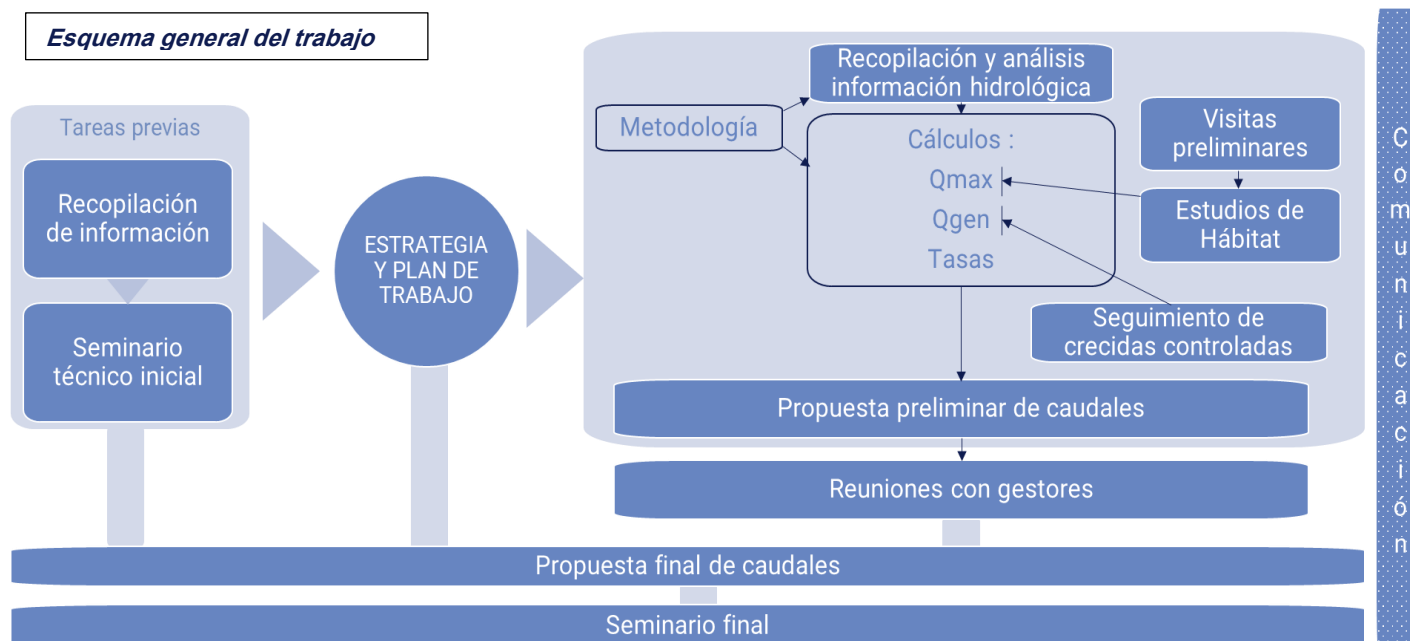 Esquema general del trabajo
Tareas previas
Recopilación
de información
Seminario
técnico inicial
ESTRATEGIA
Y PLAN DE
TRABAJO
Recopilación y análisis
información hidrológica
Metodología
Cálculos :
Qmax
Qgen
Tasas
Visitas
preliminares
Estudios de
Hábitat
Seguimiento de
crecidas controladas
Propuesta preliminar de caudales
Reuniones con gestores
Propuesta final de caudales
Seminario final
Comunicación